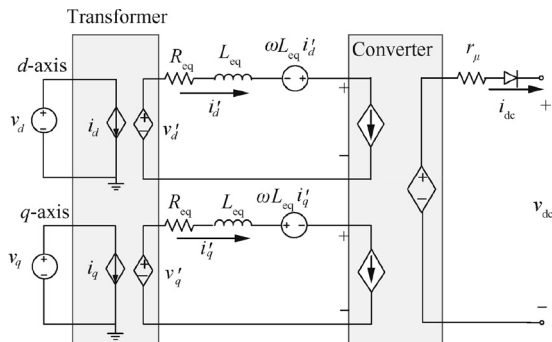 Transformer
Converter
d-axis
R_eq
L_eq
ωL_eq i′_d
r_μ
i′_d
i_dc
v_d
i_d
v′_d
+
−
v_dc
q-axis
R_eq
L_eq
ωL_eq i′_q
i′_q
v_q
i_q
v′_q
+
−
+
−